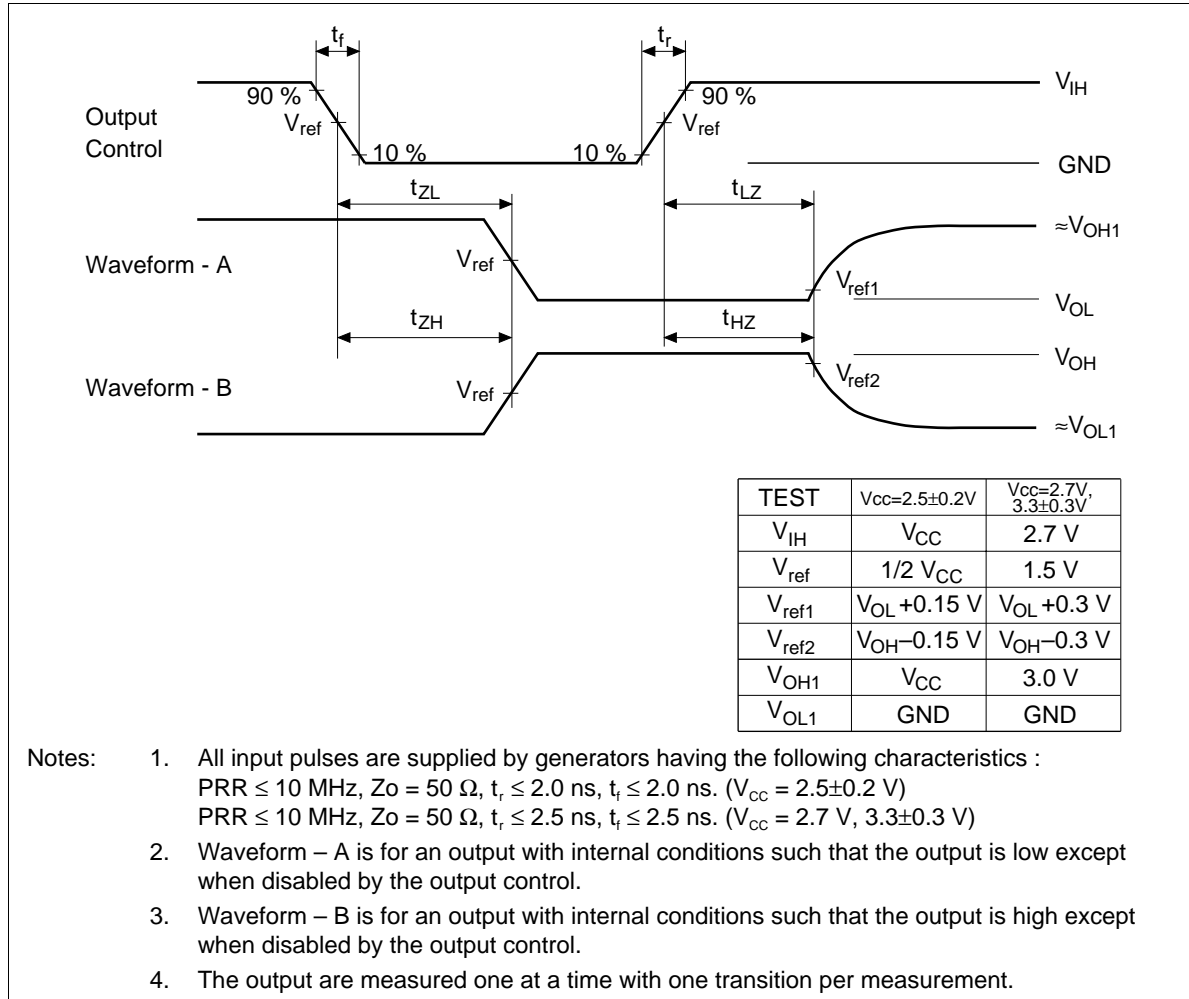 tf
tr
90 %
90 %
VIH
Output
Control
Vref
Vref
10 %
10 %
GND
tZL
tLZ
≈VOH1
Waveform - A
Vref
Vref1
VOL
tZH
tHZ
VOH
Waveform - B
Vref
Vref2
≈VOL1
TEST Vcc=2.5±0.2V Vcc=2.7V, 3.3±0.3V
VIH VCC 2.7 V
Vref 1/2 VCC 1.5 V
Vref1 VOL +0.15 V VOL +0.3 V
Vref2 VOH–0.15 V VOH–0.3 V
VOH1 VCC 3.0 V
VOL1 GND GND
Notes: 1. All input pulses are supplied by generators having the following characteristics :
PRR ≤ 10 MHz, Zo = 50 Ω, tr ≤ 2.0 ns, tf ≤ 2.0 ns. (Vcc = 2.5±0.2 V)
PRR ≤ 10 MHz, Zo = 50 Ω, tr ≤ 2.5 ns, tf ≤ 2.5 ns. (Vcc = 2.7 V, 3.3±0.3 V)
2. Waveform – A is for an output with internal conditions such that the output is low except
when disabled by the output control.
3. Waveform – B is for an output with internal conditions such that the output is high except
when disabled by the output control.
4. The output are measured one at a time with one transition per measurement.